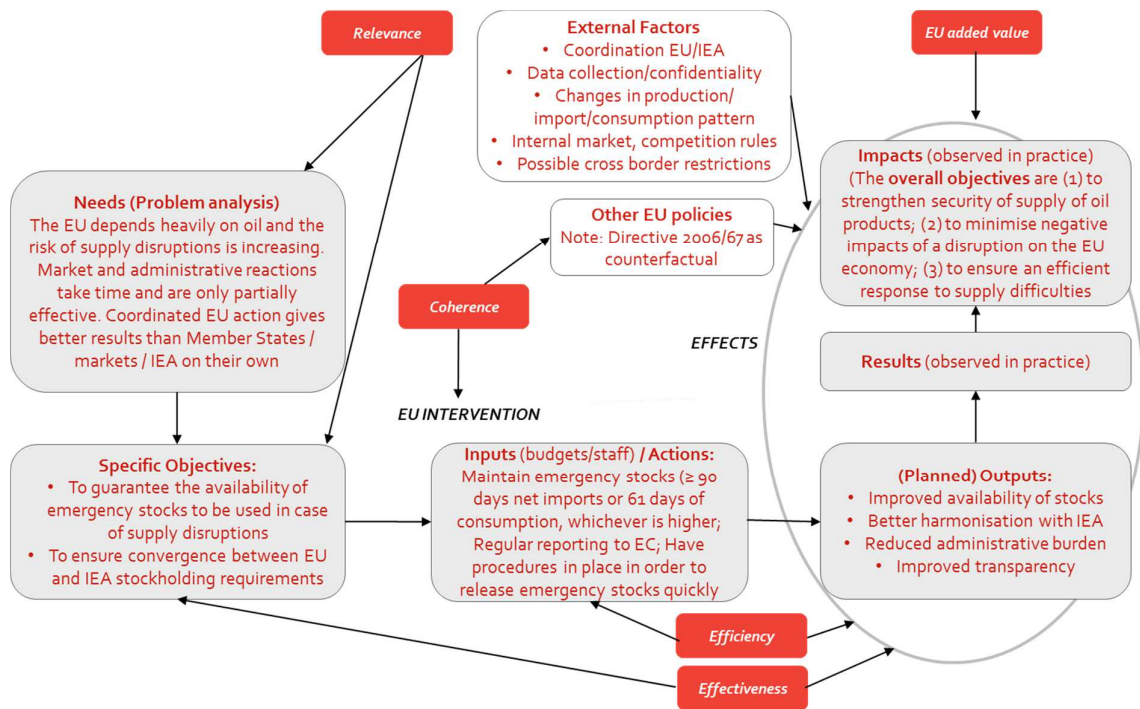 Relevance
External Factors
• Coordination EU/IEA
• Data collection/confidentiality
• Changes in production/
import/consumption pattern
• Internal market, competition rules
• Possible cross border restrictions
EU added value
Needs (Problem analysis)
The EU depends heavily on oil and the
risk of supply disruptions is increasing.
Market and administrative reactions
take time and are only partially
effective. Coordinated EU action gives
better results than Member States /
markets / IEA on their own
Other EU policies
Note: Directive 2006/67 as
counterfactual
Impacts (observed in practice)
(The overall objectives are (1) to
strengthen security of supply of oil
products; (2) to minimise negative
impacts of a disruption on the EU
economy; (3) to ensure an efficient
response to supply difficulties
Coherence
EFFECTS
Results (observed in practice)
EU INTERVENTION
Specific Objectives:
• To guarantee the availability of
emergency stocks to be used in case
of supply disruptions
• To ensure convergence between EU
and IEA stockholding requirements
Inputs (budgets/staff) / Actions:
Maintain emergency stocks (≥ 90
days net imports or 61 days of
consumption, whichever is higher;
Regular reporting to EC; Have
procedures in place in order to
release emergency stocks quickly
(Planned) Outputs:
• Improved availability of stocks
• Better harmonisation with IEA
• Reduced administrative burden
• Improved transparency
Efficiency
Effectiveness